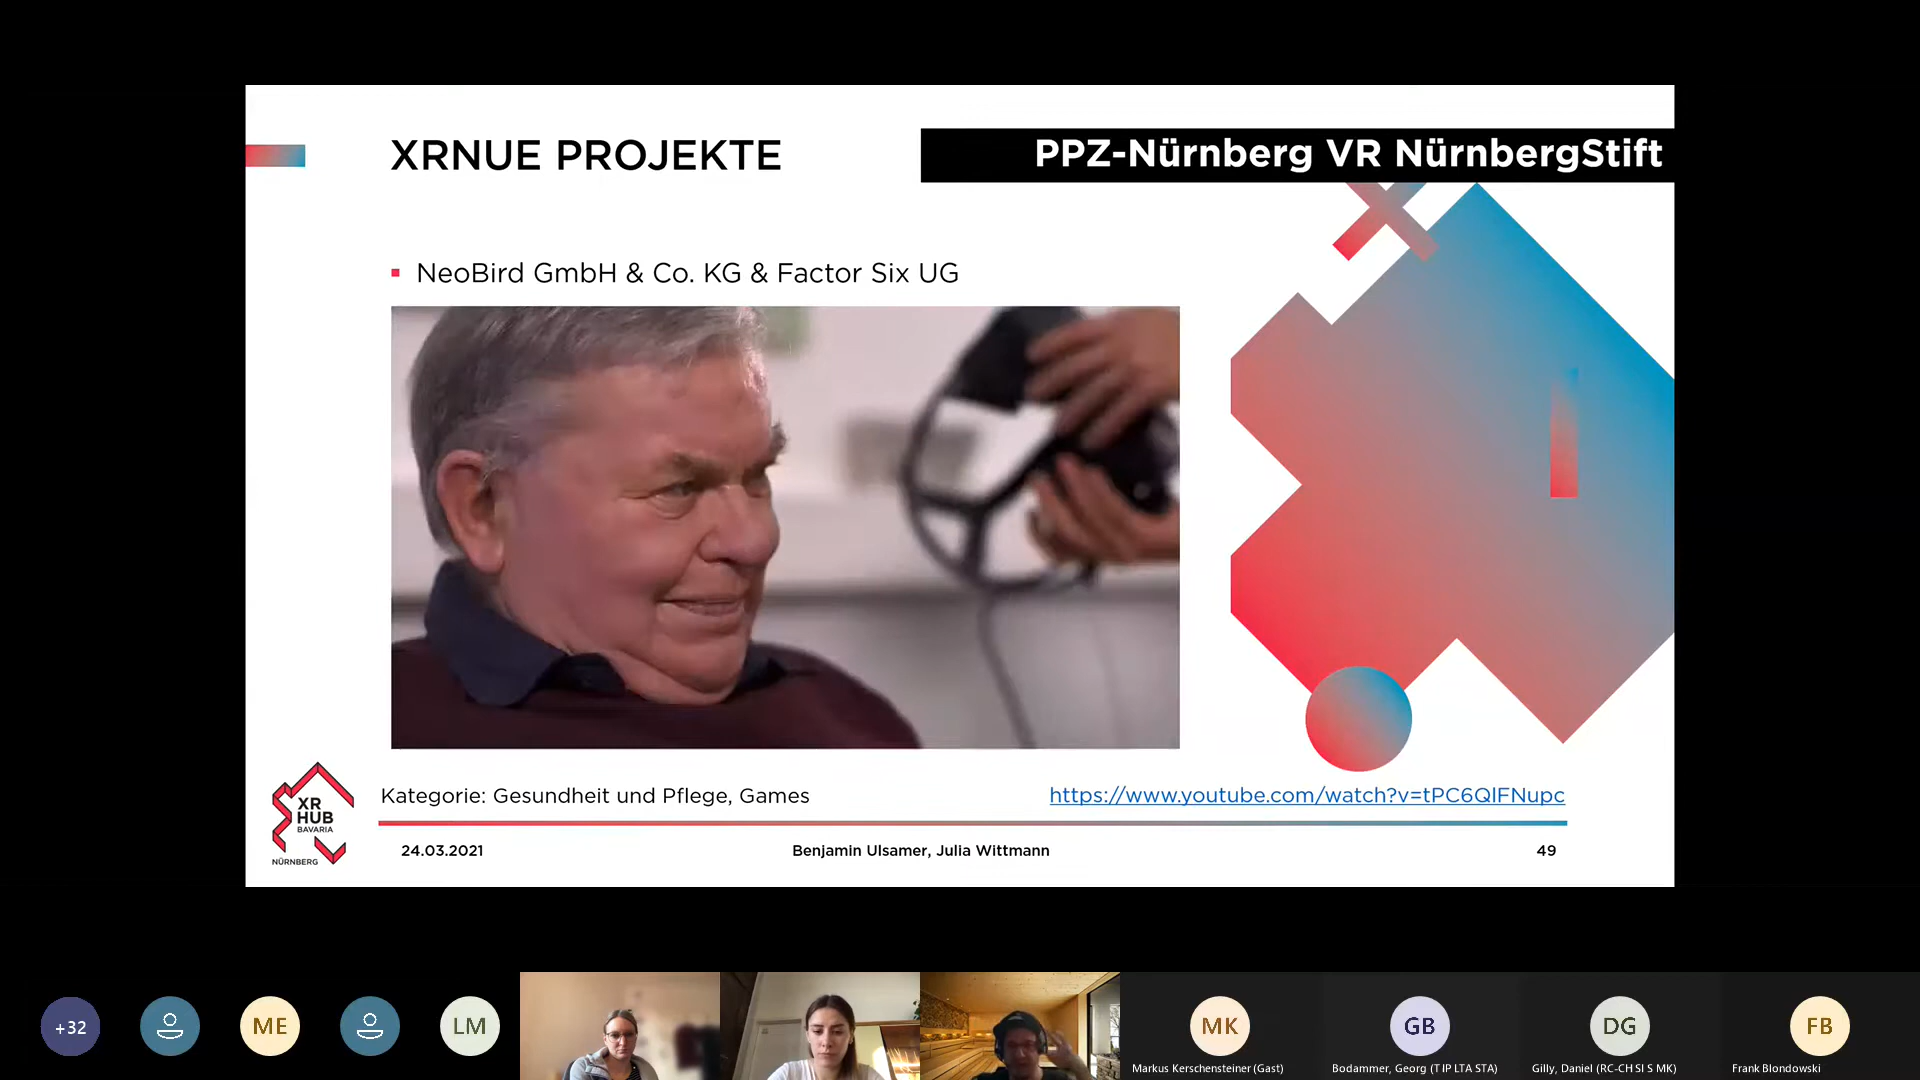 XRNUE PROJEKTE
PPZ-Nürnberg VR NürnbergStift
NeoBird GmbH & Co. KG & Factor Six UG
Kategorie: Gesundheit und Pflege, Games
https://www.youtube.com/watch?v=tPC6QlFNupc
XR
HUB
BAVARIA
NÜRNBERG
24.03.2021
Benjamin Ulsamer, Julia Wittmann
49
+32
ME
LM
MK
Markus Kerschensteiner (Gast)
GB
Bodammer, Georg (T IP LTA STA)
DG
Gilly, Daniel (RC-CH SI S MK)
FB
Frank Blondowski